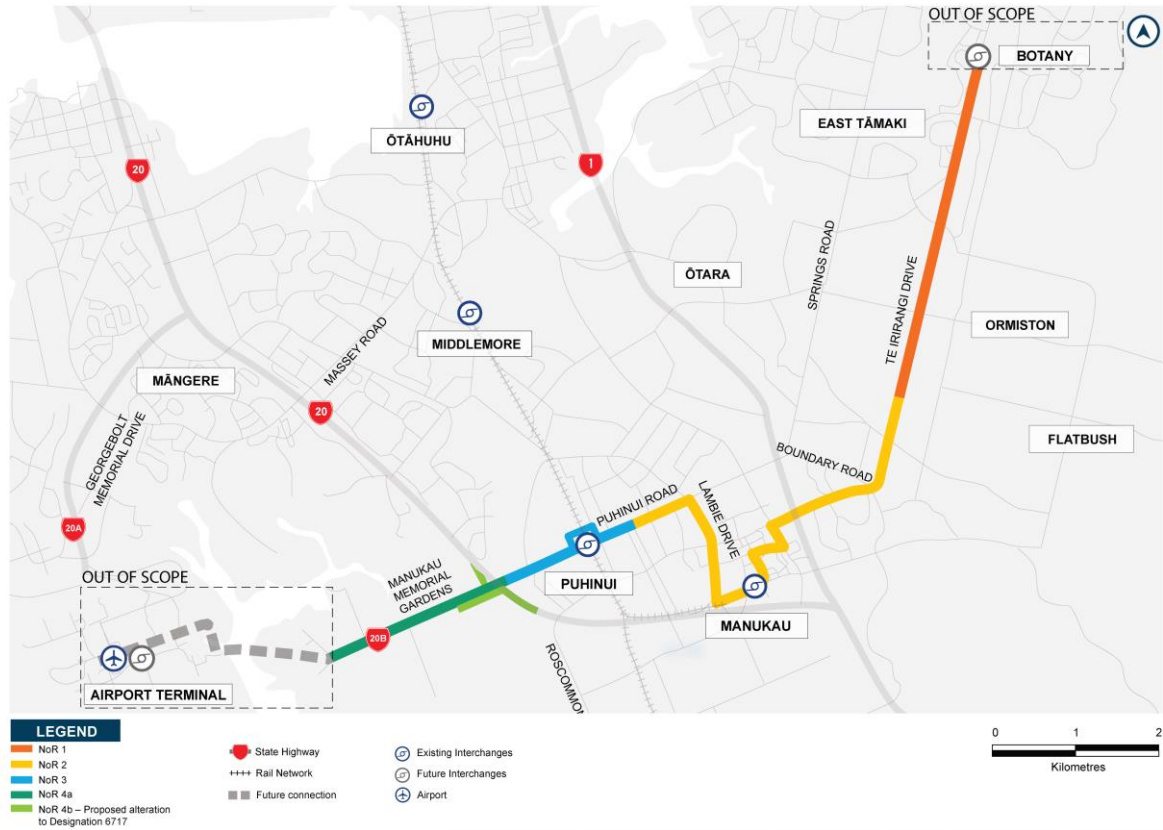 OUT OF SCOPE
BOTANY
ŌTĀHUHU
EAST TĀMAKI
20
1
ŌTARA
SPRINGS ROAD
TE IRIRANGI DRIVE
ORMISTON
MIDDLEMORE
MASSEY ROAD
MĀNGERE
20
FLATBUSH
GEORGEBOLT
MEMORIAL DRIVE
BOUNDARY ROAD
LAMBIE DRIVE
PUHINUI ROAD
20A
OUT OF SCOPE
MANUKAU
MEMORIAL
GARDENS
PUHINUI
MANUKAU
20B
ROSCOMMON
AIRPORT TERMINAL
LEGEND
NoR 1
NoR 2
NoR 3
NoR 4a
NoR 4b – Proposed alteration
to Designation 6717
State Highway
Rail Network
Future connection
Existing Interchanges
Future Interchanges
Airport
0 1 2
Kilometres